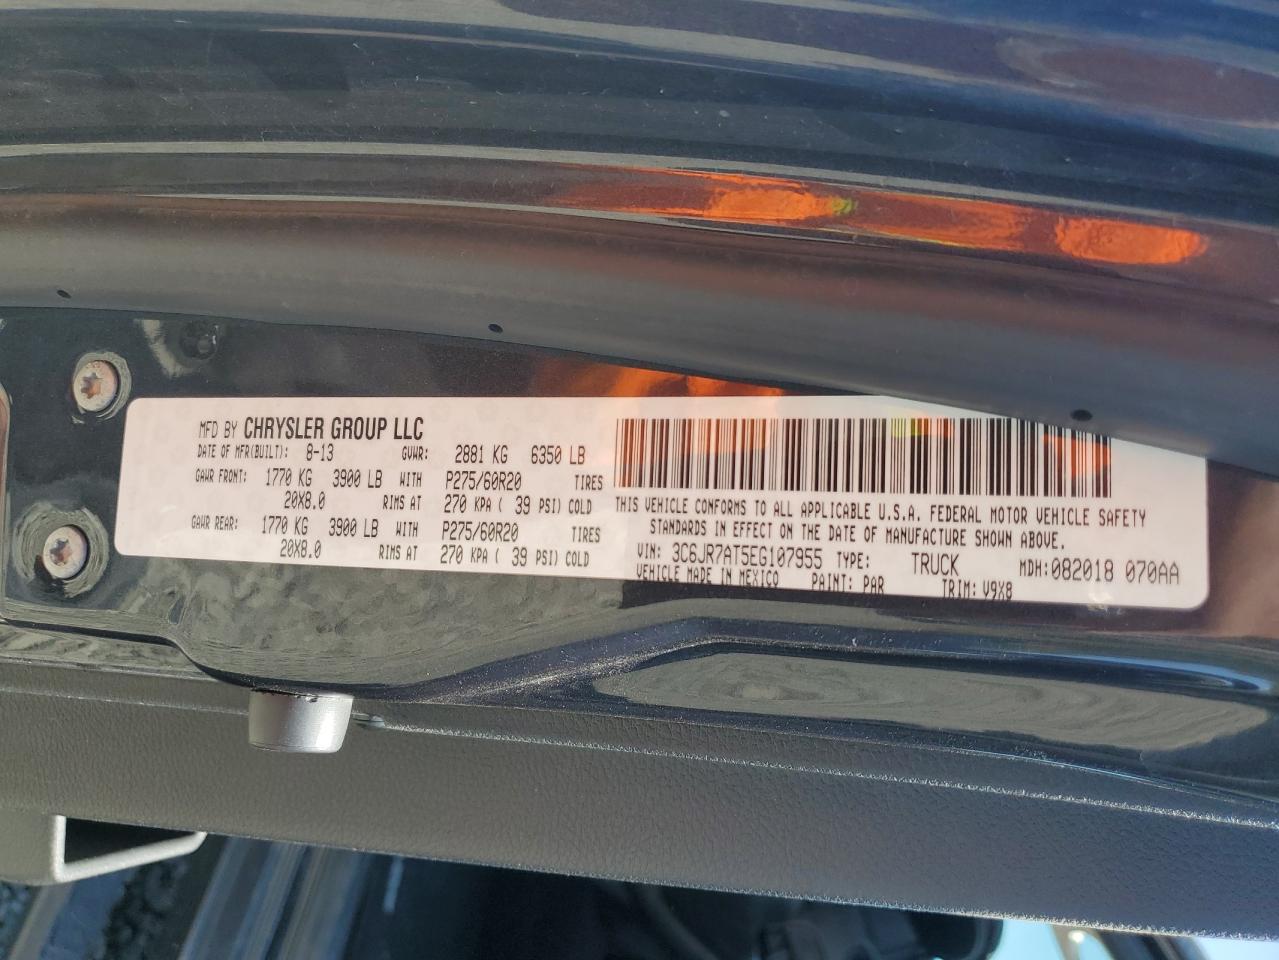 MFD BY CHRYSLER GROUP LLC
DATE OF MFR(BUILT): 8-13 GVWR: 2881 KG 6350 LB
GAWR FRONT: 1770 KG 3900 LB WITH P275/60R20 TIRES
20X8.0 RIMS AT 270 KPA ( 39 PSI) COLD
GAWR REAR: 1770 KG 3900 LB WITH P275/60R20 TIRES
20X8.0 RIMS AT 270 KPA ( 39 PSI) COLD
THIS VEHICLE CONFORMS TO ALL APPLICABLE U.S.A. FEDERAL MOTOR VEHICLE SAFETY
STANDARDS IN EFFECT ON THE DATE OF MANUFACTURE SHOWN ABOVE.
VIN: 3C6JR7AT5EG107955 TYPE: TRUCK MDH:082018 070AA
VEHICLE MADE IN MEXICO PAINT: PAR TRIM: V9X8